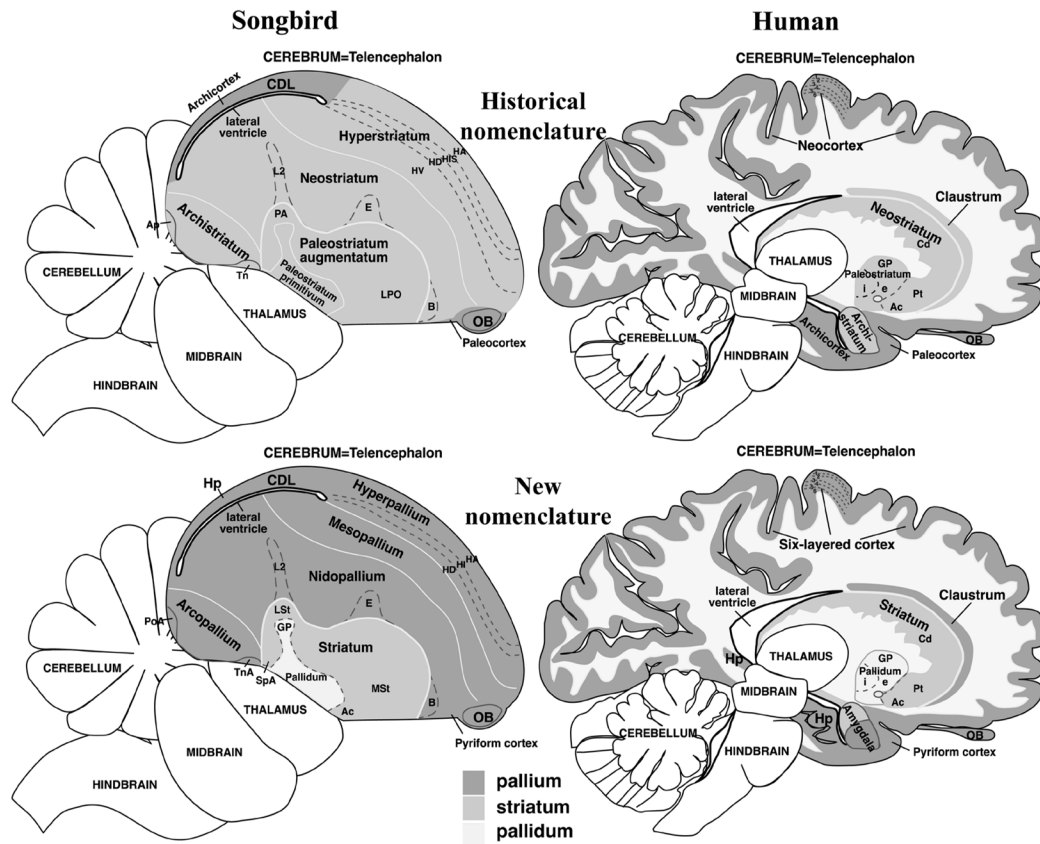 Songbird
Human
CEREBRUM=Telencephalon
CEREBRUM=Telencephalon
Historical
nomenclature
Archicortex
CDL
lateral
ventricle
Hyperstriatum
HA
HIS
HD
HV
L2
Neostriatum
E
PA
Ap
Archistriatum
Paleostriatum
augmentatum
Paleostriatum
primitivum
Tn
LPO
B
OB
Paleocortex
CEREBELLUM
THALAMUS
MIDBRAIN
HINDBRAIN
Neocortex
lateral
ventricle
Claustrum
Neostriatum
Cd
THALAMUS
GP
Paleostriatum
i e
Pt
Ac
MIDBRAIN
Archi-
striatum
Archicortex
OB
Paleocortex
CEREBELLUM
HINDBRAIN
CEREBRUM=Telencephalon
CEREBRUM=Telencephalon
New
nomenclature
Hp
CDL
lateral
ventricle
Hyperpallium
Mesopallium
HA
HI
HD
L2
Nidopallium
E
LSt
GP
PoA
Arcopallium
Striatum
TnA
SpA
Pallidum
MSt
Ac
B
OB
Pyriform cortex
CEREBELLUM
THALAMUS
MIDBRAIN
HINDBRAIN
Six-layered cortex
lateral
ventricle
Claustrum
Striatum
Cd
Hp
THALAMUS
GP
Pallidum
i e
Pt
Ac
MIDBRAIN
Hp
Amygdala
OB
Pyriform cortex
CEREBELLUM
HINDBRAIN
pallium
striatum
pallidum